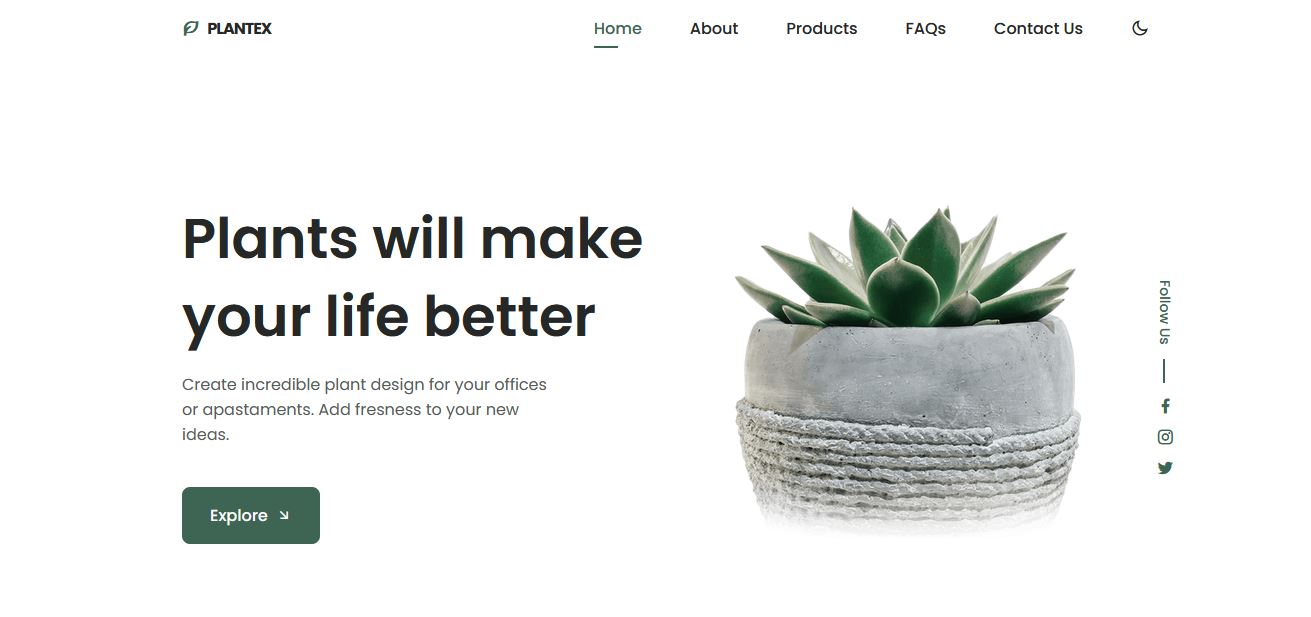 PLANTEX
Home About Products FAQs Contact Us
Plants will make
your life better
Create incredible plant design for your offices
or apastaments. Add fresness to your new
ideas.
Explore
Follow Us